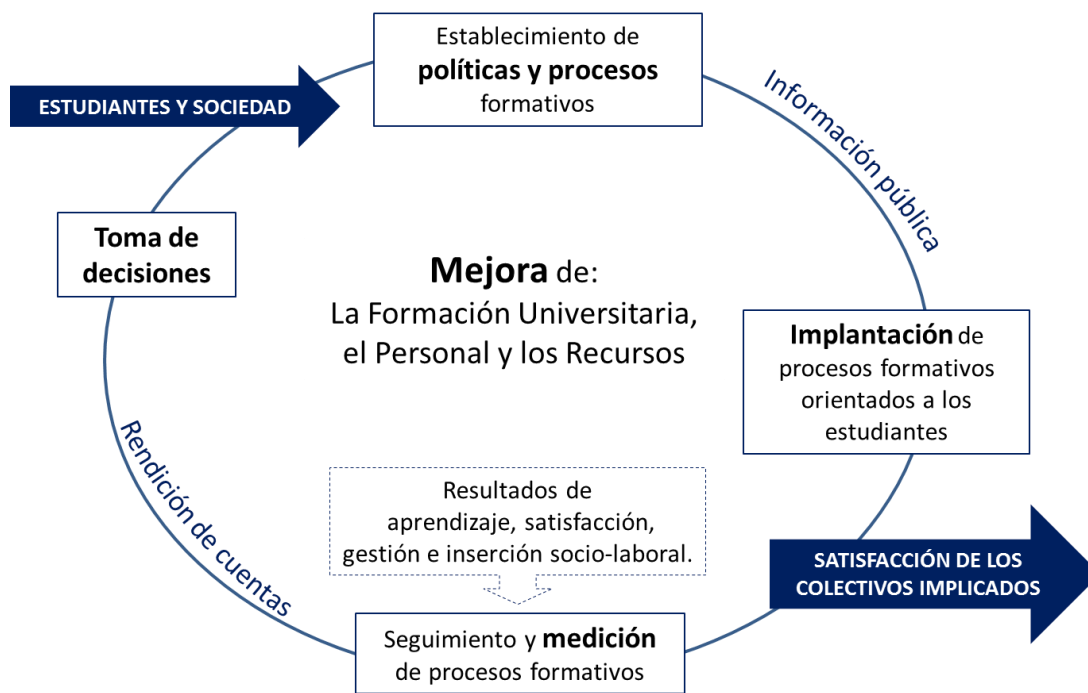 Establecimiento de
políticas y procesos
formativos
ESTUDIANTES Y SOCIEDAD
Información pública
Toma de
decisiones
Mejora de:
La Formación Universitaria,
el Personal y los Recursos
Implantación de
procesos formativos
orientados a los
estudiantes
Rendición de cuentas
Resultados de
aprendizaje, satisfacción,
gestión e inserción socio-laboral.
SATISFACCIÓN DE LOS
COLECTIVOS IMPLICADOS
Seguimiento y medición
de procesos formativos